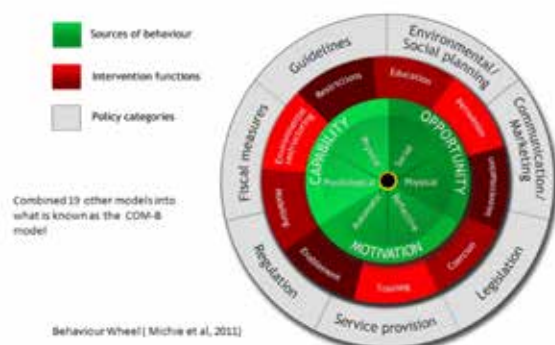 Sources of behaviour
Intervention functions
Policy categories
Combined 19 other models into
what is known as the COM-B
model
Behaviour Wheel ( Michie et al, 2011)
Guidelines
Environmental/
Social planning
Communication/
Marketing
Legislation
Service provision
Regulation
Fiscal measures
Restrictions
Education
Persuasion
Incentivisation
Coercion
Training
Enablement
Modelling
Environmental
restructuring
CAPABILITY
OPPORTUNITY
MOTIVATION
Physical
Social
Psychological
Physical
Automatic
Reflective